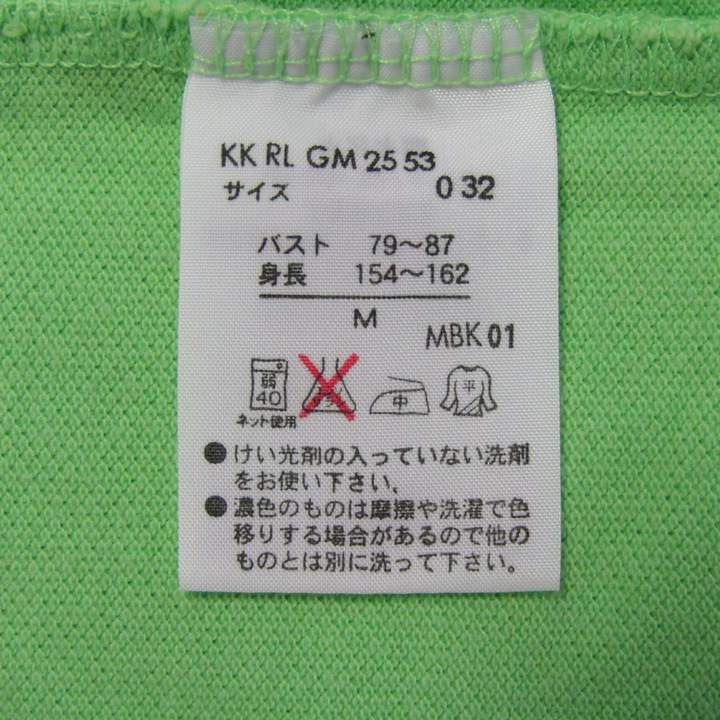 KK RL GM 25 53
サイズ 0 32
バスト 79～87
身長 154～162
M
MBK 01
弱
40
中
平
ネット使用
●けい光剤の入っていない洗剤
をお使い下さい。
●濃色のものは摩擦や洗濯で色
移りする場合があるので他の
ものとは別に洗って下さい。